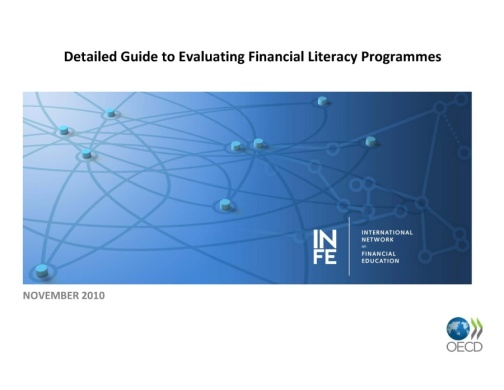 Detailed Guide to Evaluating Financial Literacy Programmes
IN
FE
INTERNATIONAL
NETWORK
on
FINANCIAL
EDUCATION
NOVEMBER 2010
OECD